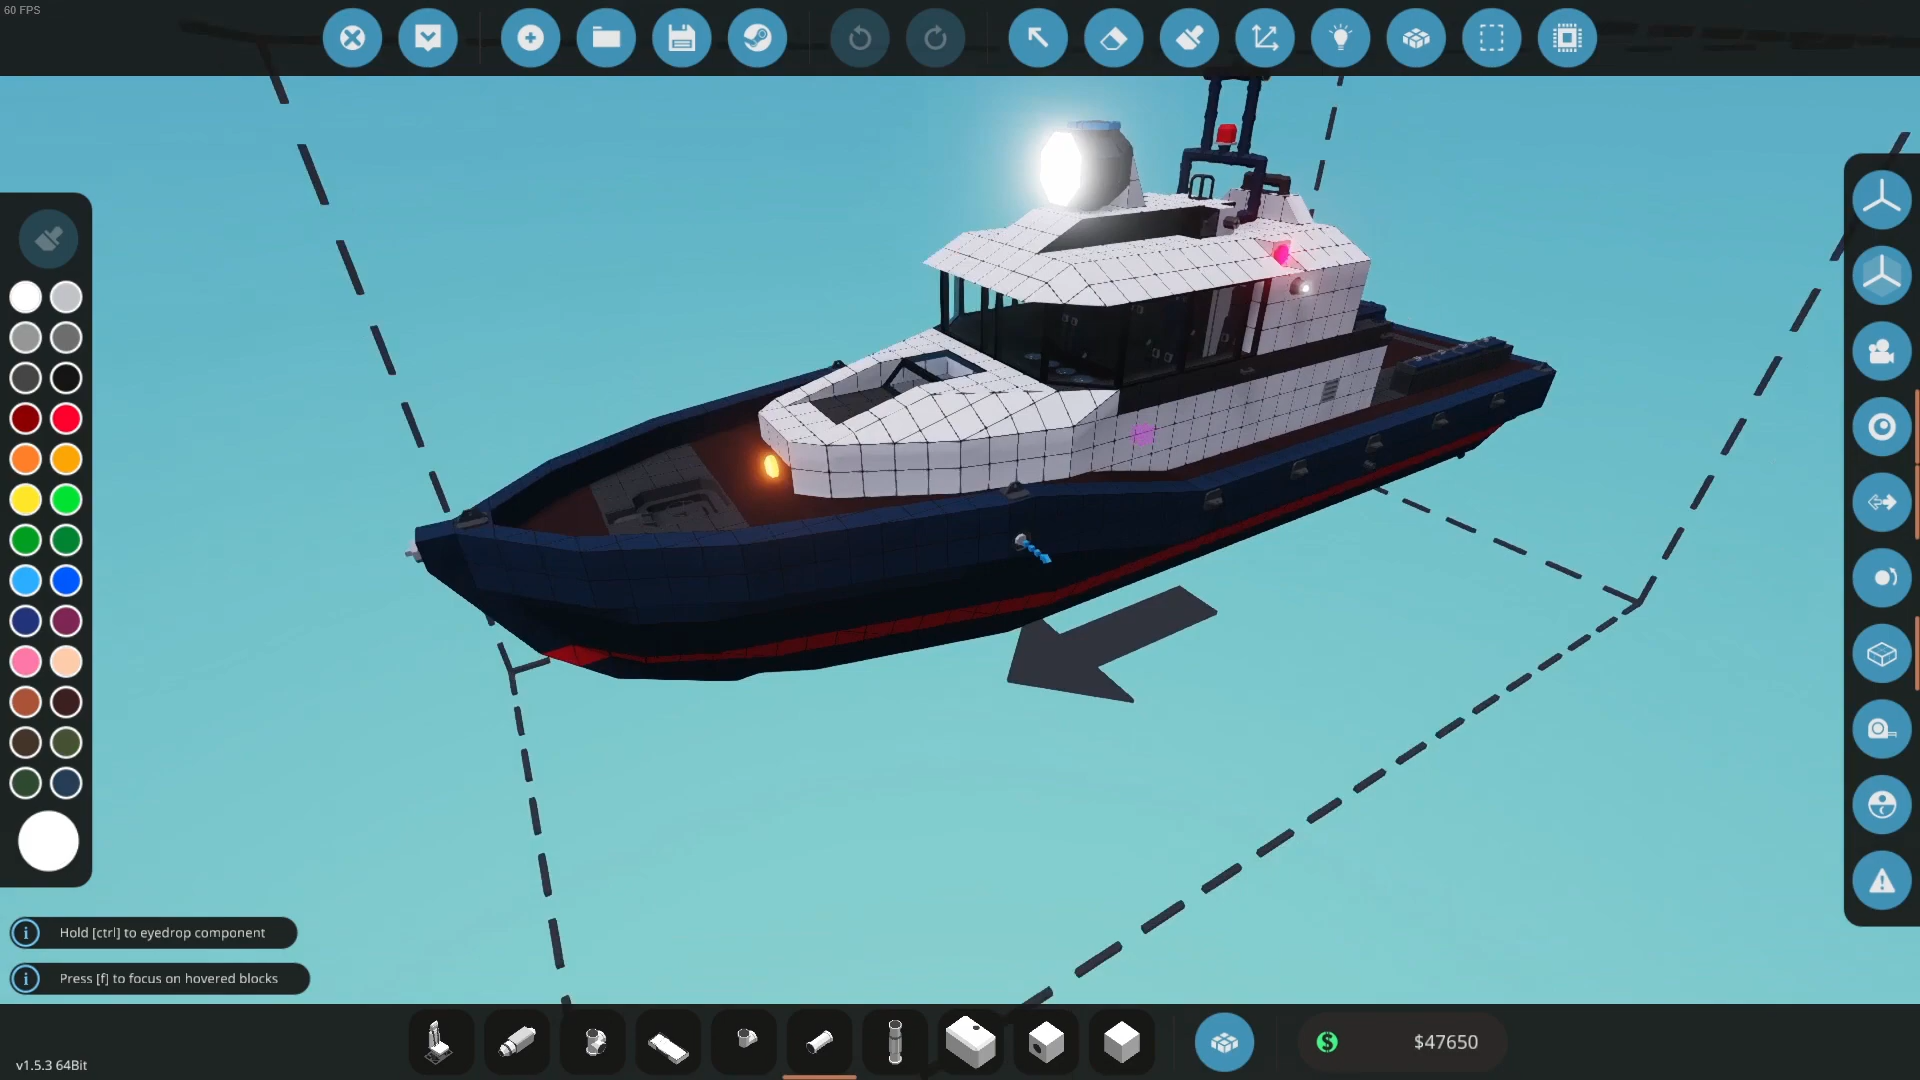 60 FPS
Hold [ctrl] to eyedrop component
Press [f] to focus on hovered blocks
v1.5.3 64Bit
$47650